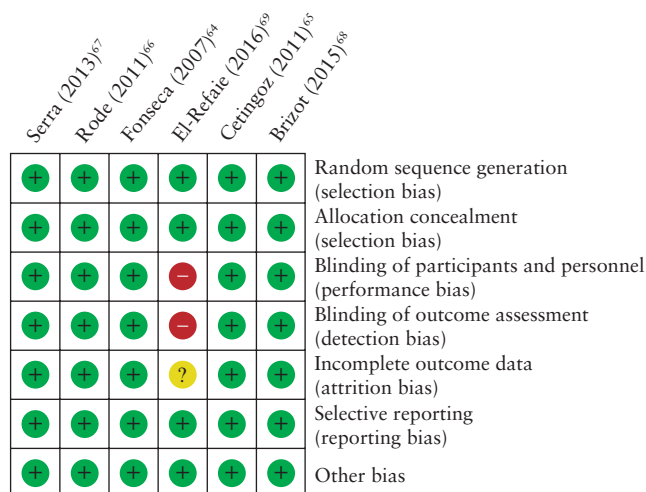 Serra (2013)⁶⁷
Rode (2011)⁶⁶
Fonseca (2007)⁶⁴
El-Refaie (2016)⁶⁹
Cetingoz (2011)⁶⁵
Brizot (2015)⁶⁸
+ + + + + + Random sequence generation
(selection bias)
+ + + + + + Allocation concealment
(selection bias)
+ + + − + + Blinding of participants and personnel
(performance bias)
+ + + − + + Blinding of outcome assessment
(detection bias)
+ + + ? + + Incomplete outcome data
(attrition bias)
+ + + + + + Selective reporting
(reporting bias)
+ + + + + + Other bias